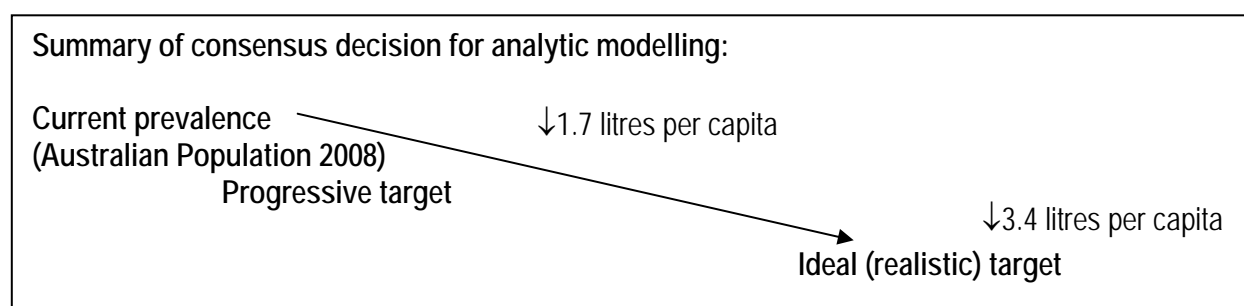 Summary of consensus decision for analytic modelling:
Current prevalence
↓1.7 litres per capita
(Australian Population 2008)
Progressive target
↓3.4 litres per capita
Ideal (realistic) target